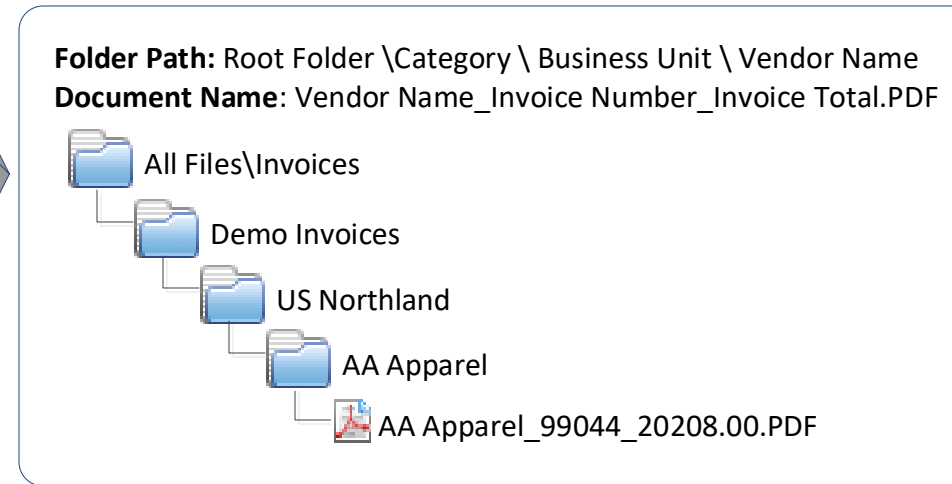 Folder Path: Root Folder \Category \ Business Unit \ Vendor Name
Document Name: Vendor Name_Invoice Number_Invoice Total.PDF
All Files\Invoices
Demo Invoices
US Northland
AA Apparel
AA Apparel_99044_20208.00.PDF